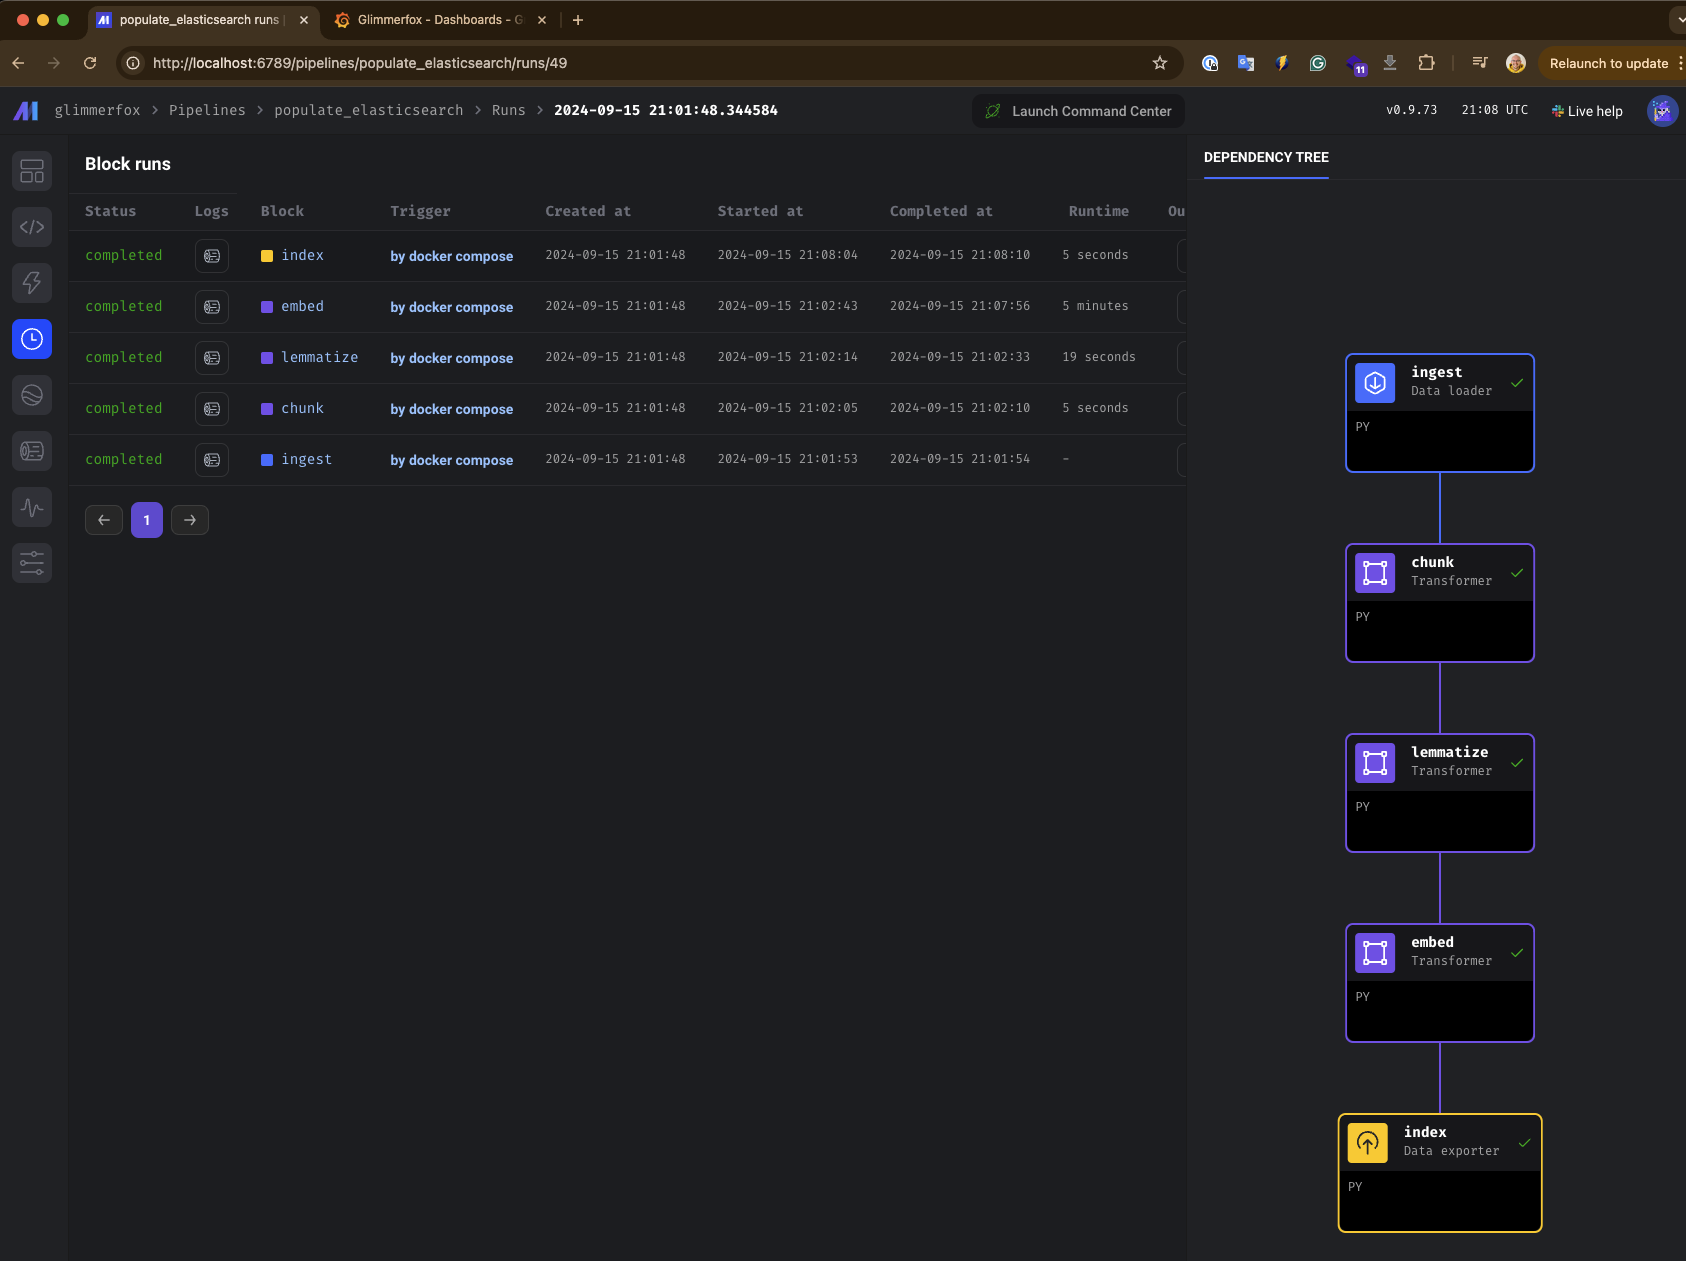 populate_elasticsearch runs
Glimmerfox - Dashboards - G
http://localhost:6789/pipelines/populate_elasticsearch/runs/49
11
Relaunch to update
glimmerfox > Pipelines > populate_elasticsearch > Runs > 2024-09-15 21:01:48.344584
Launch Command Center
v0.9.73
21:08 UTC
Live help
Block runs
Status Logs Block Trigger Created at Started at Completed at Runtime Ou
completed index by docker compose 2024-09-15 21:01:48 2024-09-15 21:08:04 2024-09-15 21:08:10 5 seconds
completed embed by docker compose 2024-09-15 21:01:48 2024-09-15 21:02:43 2024-09-15 21:07:56 5 minutes
completed lemmatize by docker compose 2024-09-15 21:01:48 2024-09-15 21:02:14 2024-09-15 21:02:33 19 seconds
completed chunk by docker compose 2024-09-15 21:01:48 2024-09-15 21:02:05 2024-09-15 21:02:10 5 seconds
completed ingest by docker compose 2024-09-15 21:01:48 2024-09-15 21:01:53 2024-09-15 21:01:54 -
1
DEPENDENCY TREE
ingest
Data loader
PY
chunk
Transformer
PY
lemmatize
Transformer
PY
embed
Transformer
PY
index
Data exporter
PY